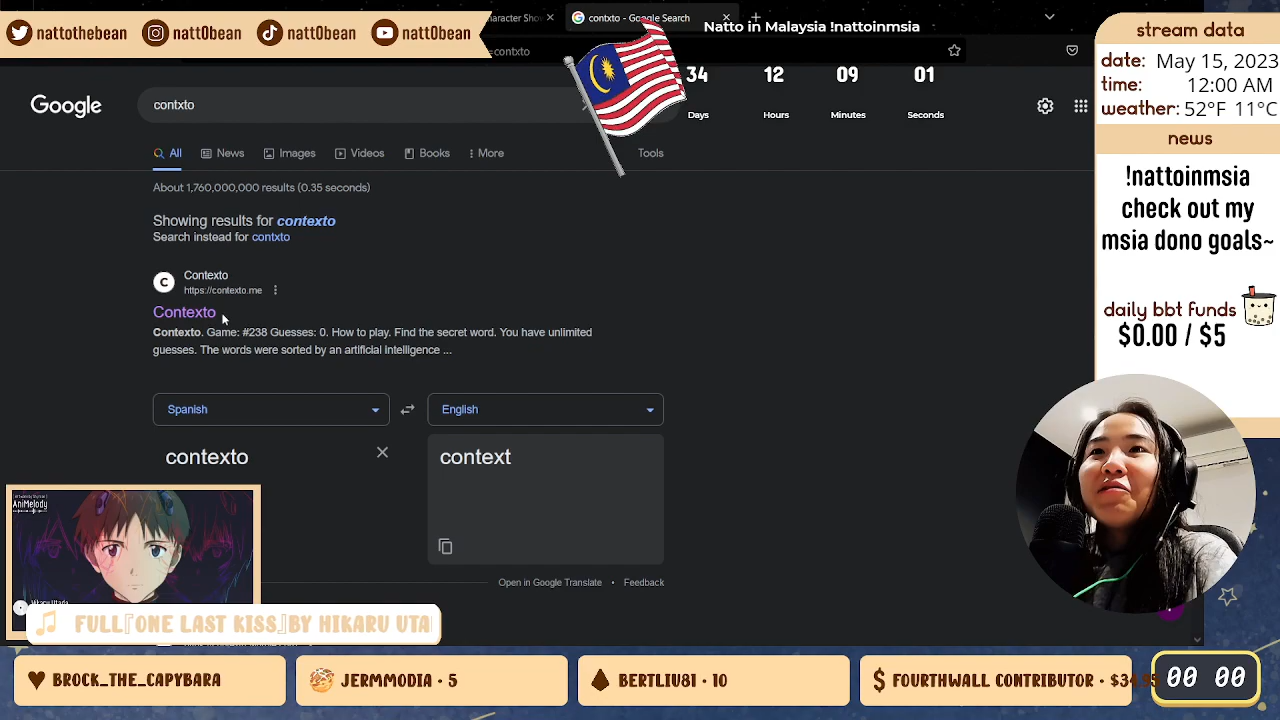 nattothebean
natt0bean
natt0bean
natt0bean
contxto - Google Search
Natto in Malaysia !nattoinmsia
=contxto
34
12
09
01
Days
Hours
Minutes
Seconds
Google
contxto
All
News
Images
Videos
Books
More
Tools
About 1,760,000,000 results (0.35 seconds)
Showing results for contexto
Search instead for contxto
C
Contexto
https://contexto.me
Contexto
Contexto. Game: #238 Guesses: 0. How to play. Find the secret word. You have unlimited
guesses. The words were sorted by an artificial intelligence ...
Spanish
English
contexto
context
Open in Google Translate • Feedback
AniMelody
FULL『ONE LAST KISS』BY HIKARU UTA
stream data
date: May 15, 2023
time: 12:00 AM
weather: 52°F 11°C
news
!nattoinmsia
check out my
msia dono goals~
daily bbt funds
$0.00 / $5
BROCK_THE_CAPYBARA
JERMMODIA · 5
BERTLIU81 · 10
FOURTHWALL CONTRIBUTOR ·
00 00